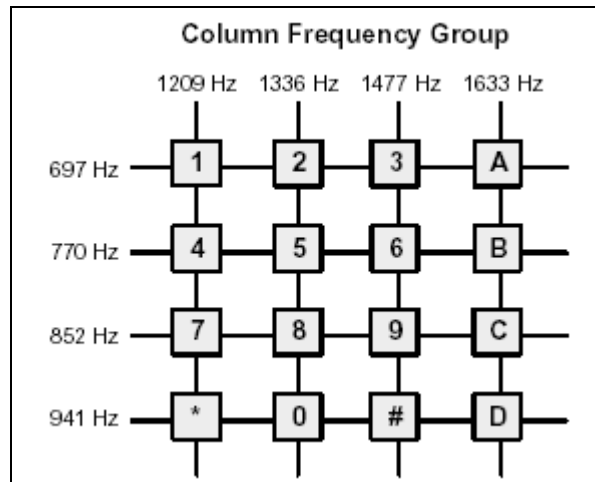 Column Frequency Group
1209 Hz 1336 Hz 1477 Hz 1633 Hz
697 Hz 1 2 3 A
770 Hz 4 5 6 B
852 Hz 7 8 9 C
941 Hz * 0 # D